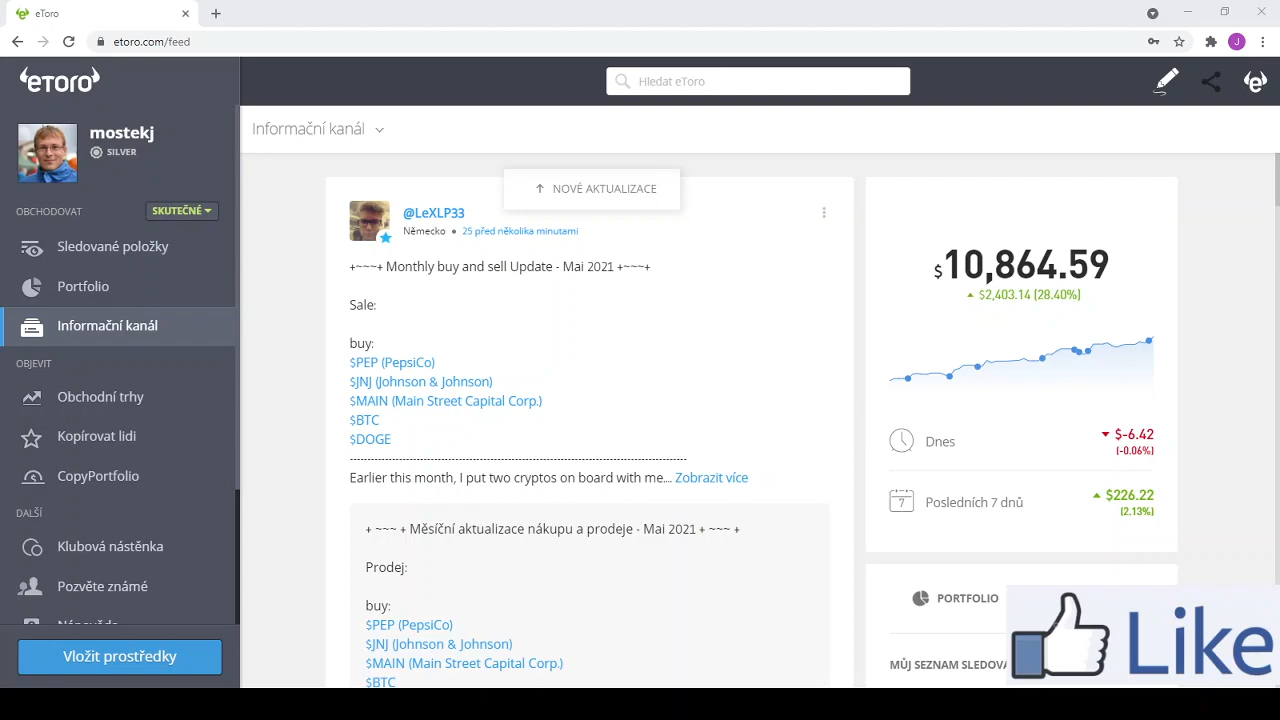 eToro
etoro.com/feed
J
eToro
Hledat eToro
mostekj
SILVER
OBCHODOVAT
SKUTEČNÉ
Sledované položky
Portfolio
Informační kanál
OBJEVIT
Obchodní trhy
Kopírovat lidi
CopyPortfolio
DALŠÍ
Klubová nástěnka
Pozvěte známé
Vložit prostředky
Informační kanál
NOVÉ AKTUALIZACE
@LeXLP33
Německo • 25 před několika minutami
+~~~+ Monthly buy and sell Update - Mai 2021 +~~~+
Sale:
buy:
$PEP (PepsiCo)
$JNJ (Johnson & Johnson)
$MAIN (Main Street Capital Corp.)
$BTC
$DOGE
--------------------------------------------------------------------------------------------
Earlier this month, I put two cryptos on board with me.... Zobrazit více
+ ~~~ + Měsíční aktualizace nákupu a prodeje - Mai 2021 + ~~~ +
Prodej:
buy:
$PEP (PepsiCo)
$JNJ (Johnson & Johnson)
$MAIN (Main Street Capital Corp.)
$BTC
$10,864.59
$2,403.14 (28.40%)
Dnes
$-6.42
(-0.06%)
7
Posledních 7 dnů
$226.22
(2.13%)
PORTFOLIO
MŮJ SEZNAM SLEDOVA
Like